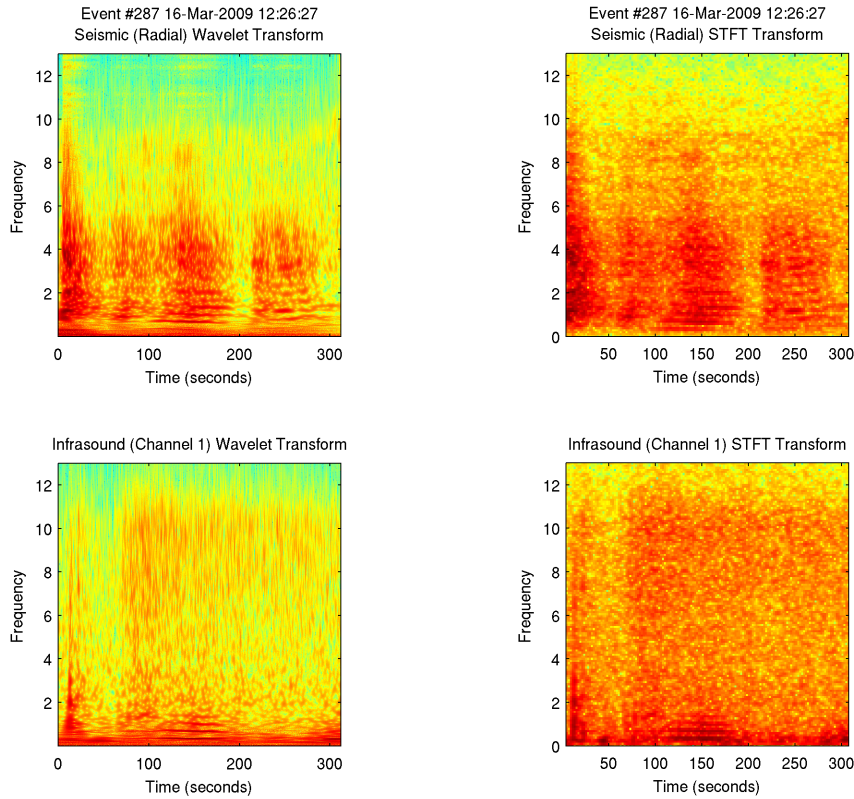 Event #287 16-Mar-2009 12:26:27
Seismic (Radial) Wavelet Transform
12
10
8
6
4
2
Frequency
0 100 200 300
Time (seconds)
Event #287 16-Mar-2009 12:26:27
Seismic (Radial) STFT Transform
12
10
8
6
4
2
0
Frequency
50 100 150 200 250 300
Time (seconds)
Infrasound (Channel 1) Wavelet Transform
12
10
8
6
4
2
Frequency
0 100 200 300
Time (seconds)
Infrasound (Channel 1) STFT Transform
12
10
8
6
4
2
0
Frequency
50 100 150 200 250 300
Time (seconds)